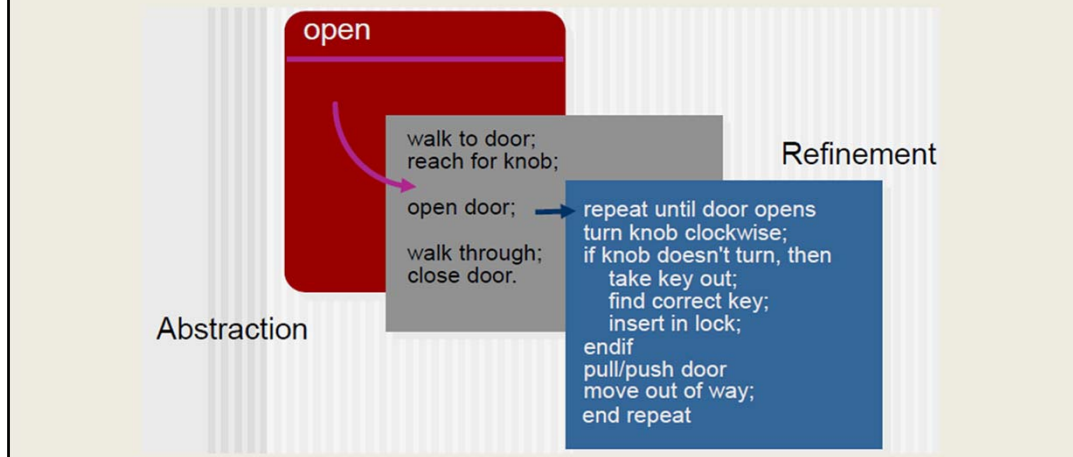 open
walk to door;
reach for knob;
open door;
walk through;
close door.
Refinement
repeat until door opens
turn knob clockwise;
if knob doesn't turn, then
take key out;
find correct key;
insert in lock;
endif
pull/push door
move out of way;
end repeat
Abstraction